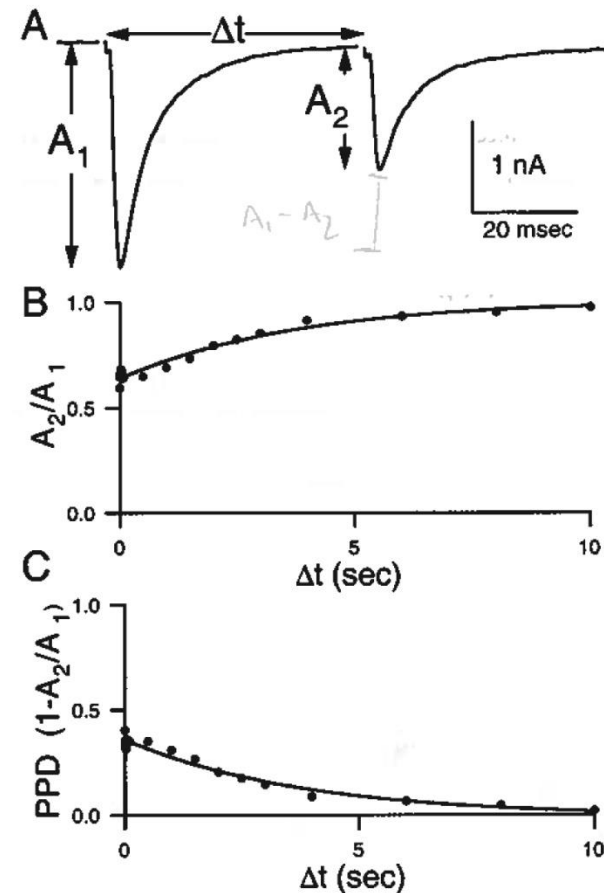 A
Δt
A₁
A₂
1 nA
A₁ - A₂
20 msec
B
1.0
A₂/A₁
0.5
0.0
0
5
10
Δt (sec)
C
1.0
PPD (1-A₂/A₁)
0.5
0.0
0
5
10
Δt (sec)